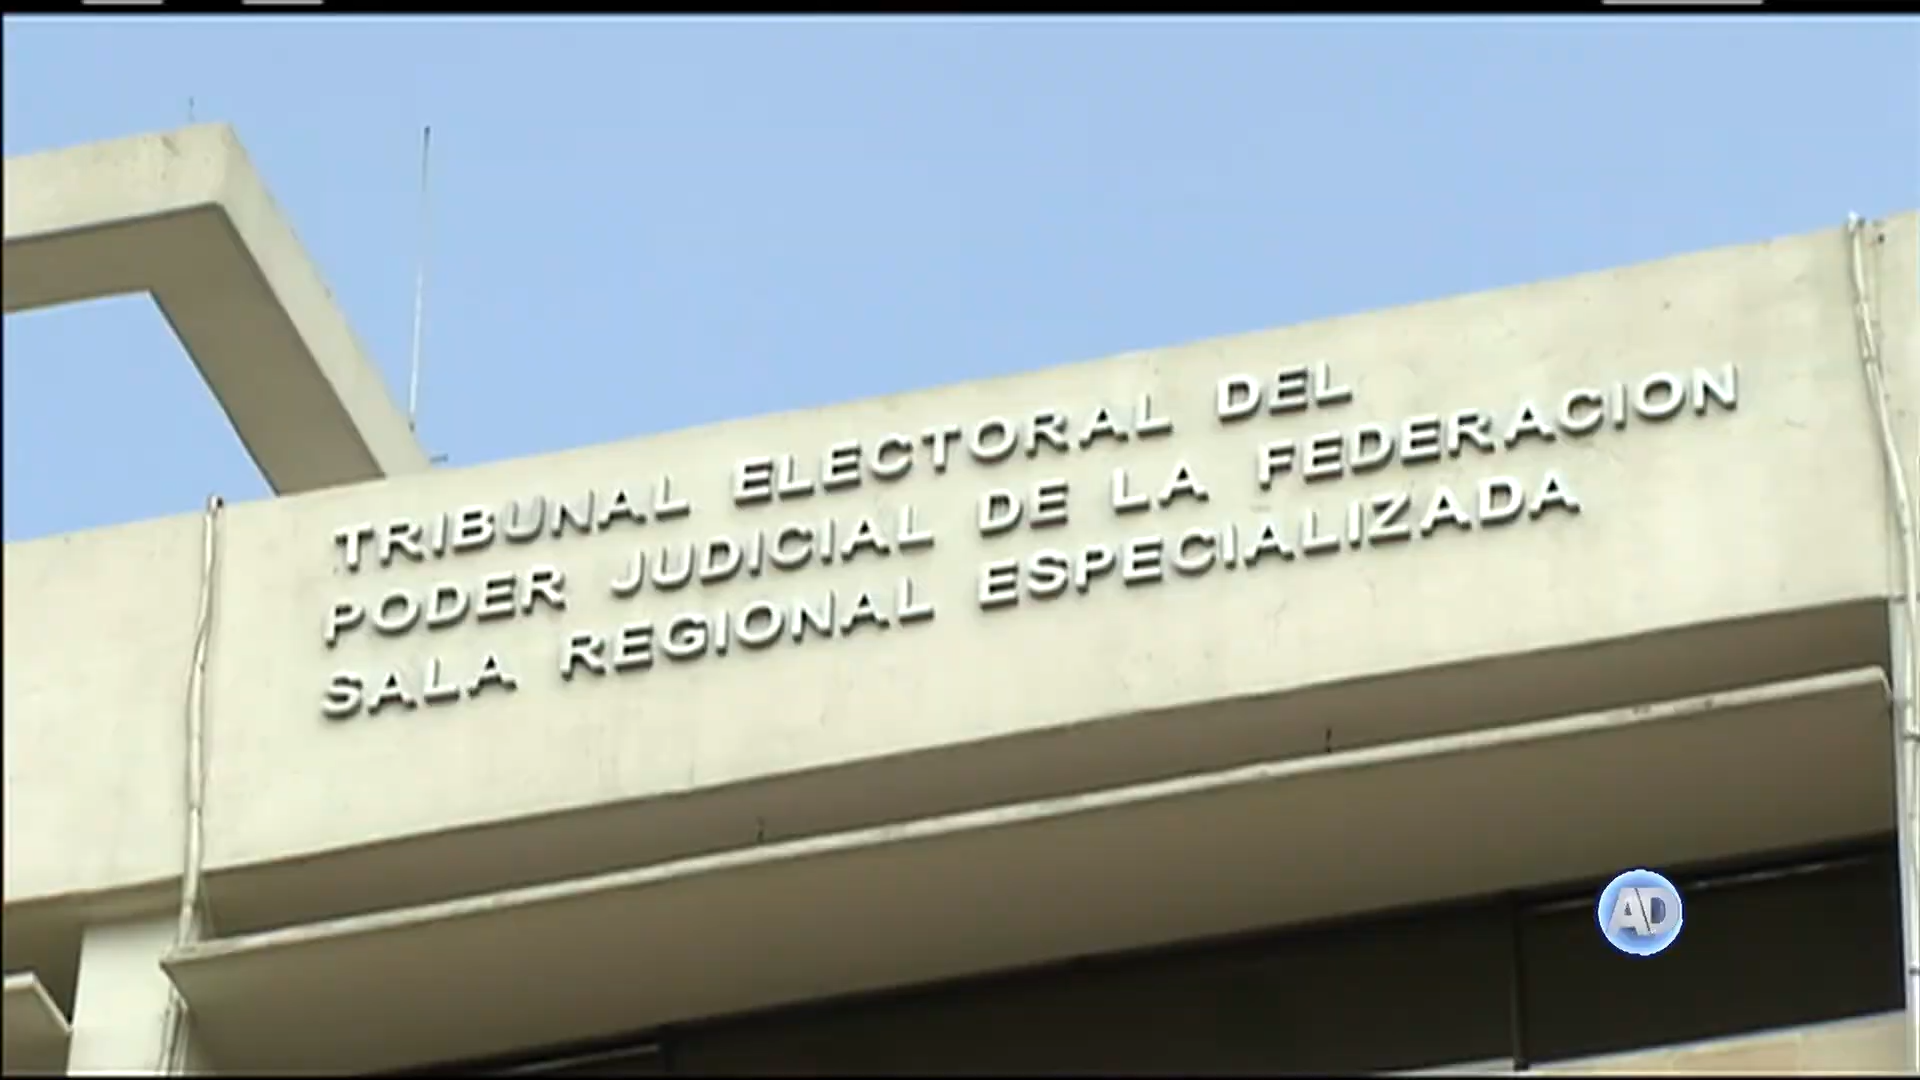 TRIBUNAL ELECTORAL DEL
PODER JUDICIAL DE LA FEDERACION
SALA REGIONAL ESPECIALIZADA
AD